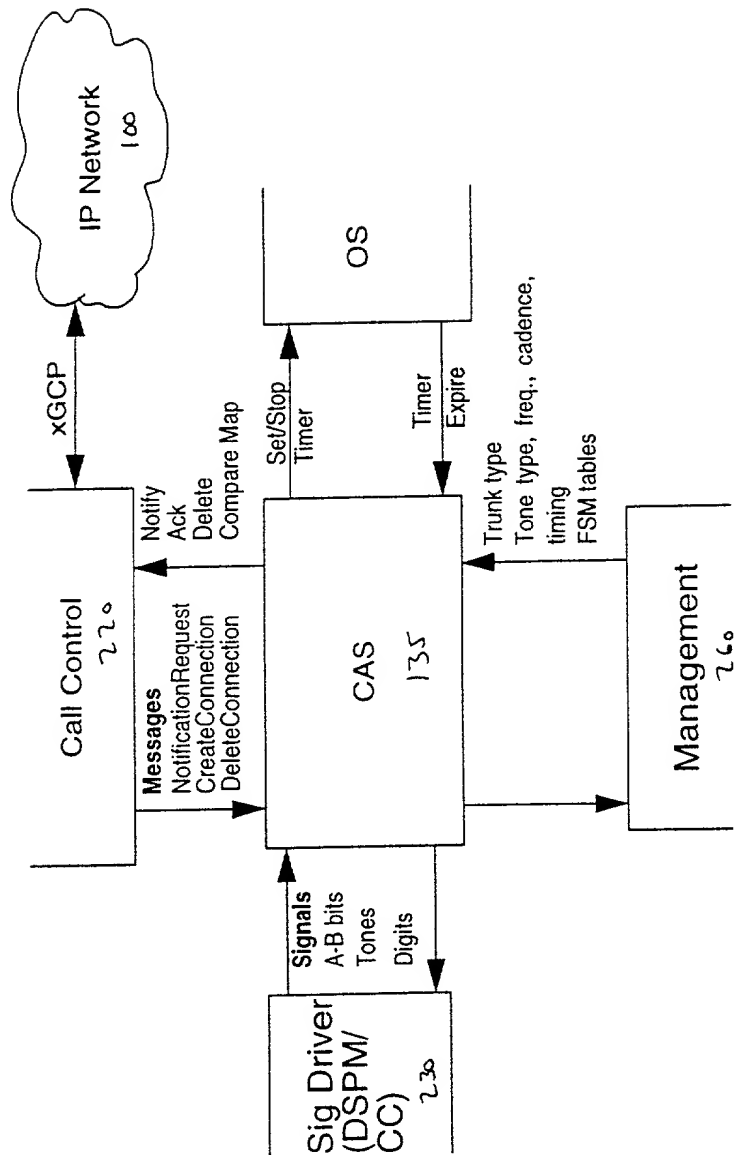 IP Network
100
xGCP
Call Control
220
Messages
NotificationRequest
CreateConnection
DeleteConnection
Notify
Ack
Delete
Compare Map
Sig Driver
(DSPM/
CC)
230
Signals
A-B bits
Tones
Digits
CAS
135
Set/Stop
Timer
Timer
Expire
OS
Trunk type
Tone type, freq., cadence,
timing
FSM tables
Management
260